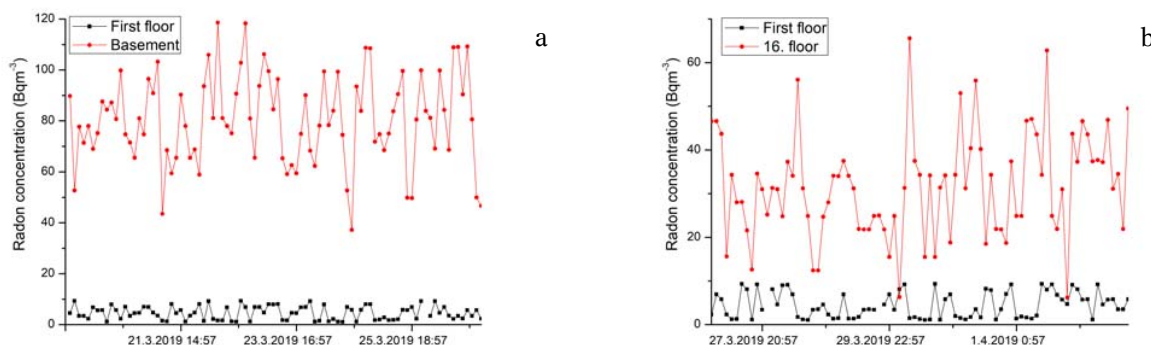 a
First floor
Basement
Radon concentration (Bqm⁻³)
120
100
80
60
40
20
0
21.3.2019 14:57
23.3.2019 16:57
25.3.2019 18:57
b
First floor
16. floor
Radon concentration (Bqm⁻³)
60
40
20
0
27.3.2019 20:57
29.3.2019 22:57
1.4.2019 0:57